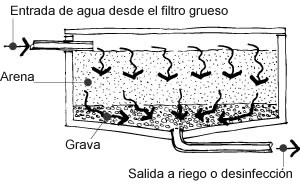 Entrada de agua desde el filtro grueso
Arena
Grava
Salida a riego o desinfección